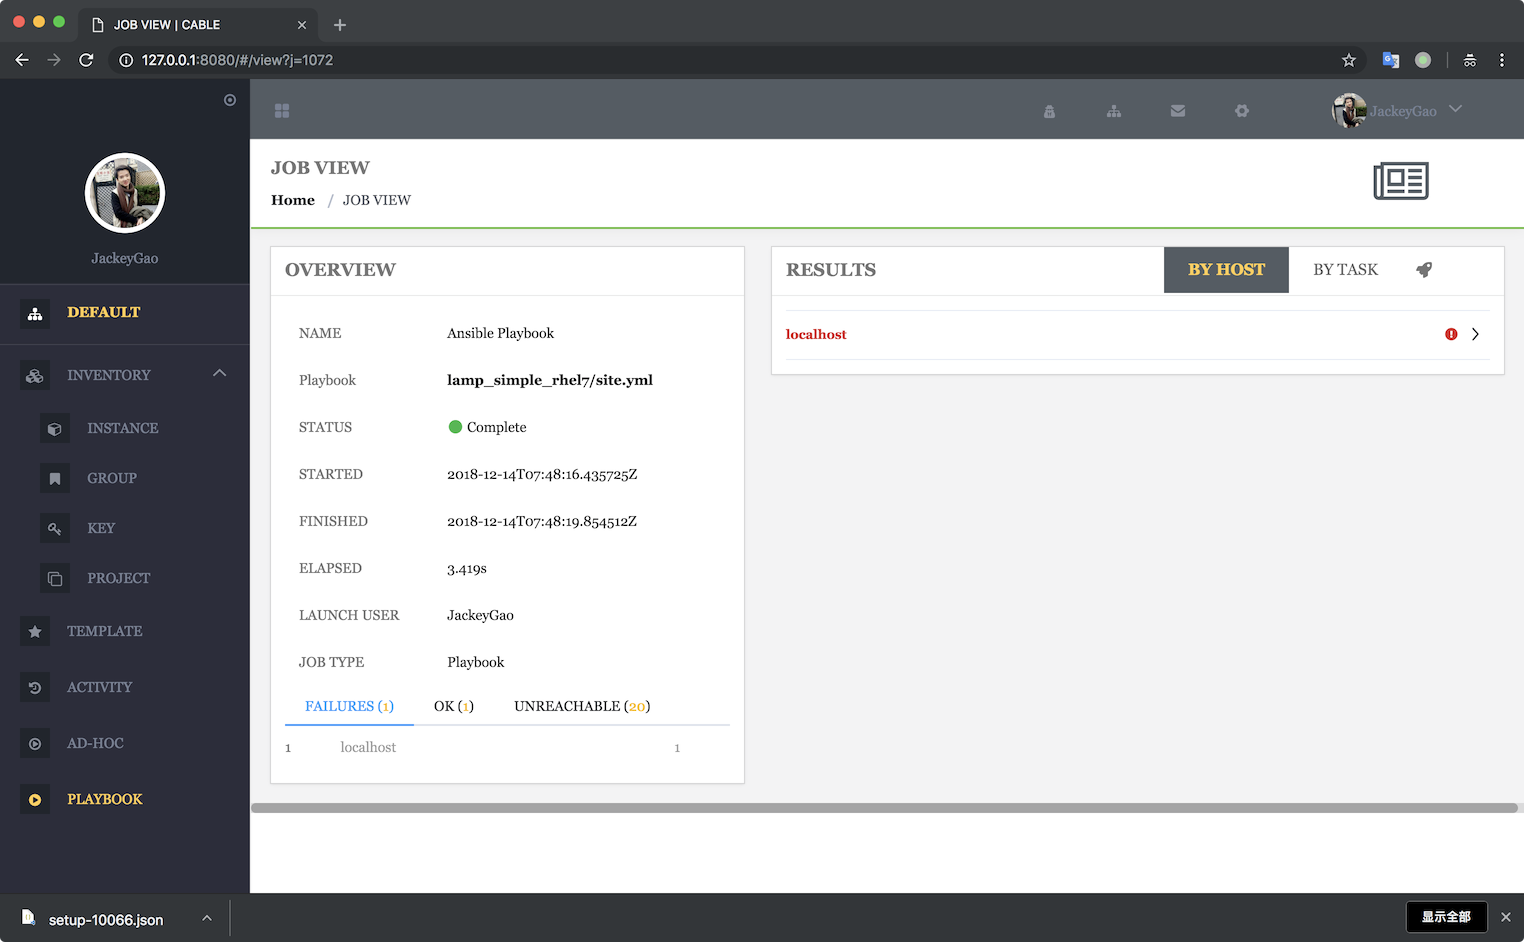 JOB VIEW | CABLE
127.0.0.1:8080/#/view?j=1072
JackeyGao
JackeyGao
DEFAULT
INVENTORY
INSTANCE
GROUP
KEY
PROJECT
TEMPLATE
ACTIVITY
AD-HOC
PLAYBOOK
JOB VIEW
Home / JOB VIEW
OVERVIEW
NAME Ansible Playbook
Playbook lamp_simple_rhel7/site.yml
STATUS Complete
STARTED 2018-12-14T07:48:16.435725Z
FINISHED 2018-12-14T07:48:19.854512Z
ELAPSED 3.419s
LAUNCH USER JackeyGao
JOB TYPE Playbook
FAILURES (1) OK (1) UNREACHABLE (20)
1 localhost 1
RESULTS BY HOST BY TASK
localhost
setup-10066.json
显示全部